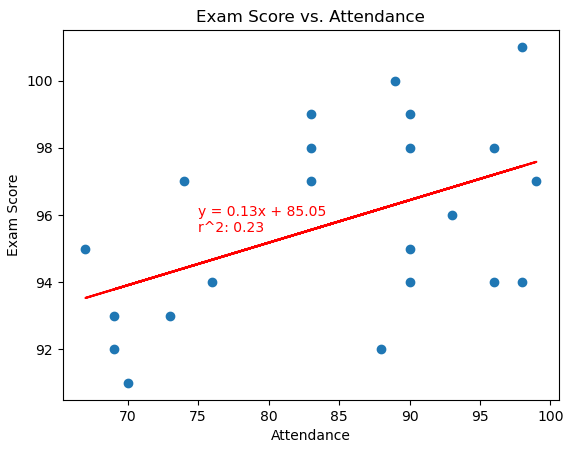 Exam Score vs. Attendance
Exam Score
100
98
96
94
92
y = 0.13x + 85.05
r^2: 0.23
70 75 80 85 90 95 100
Attendance